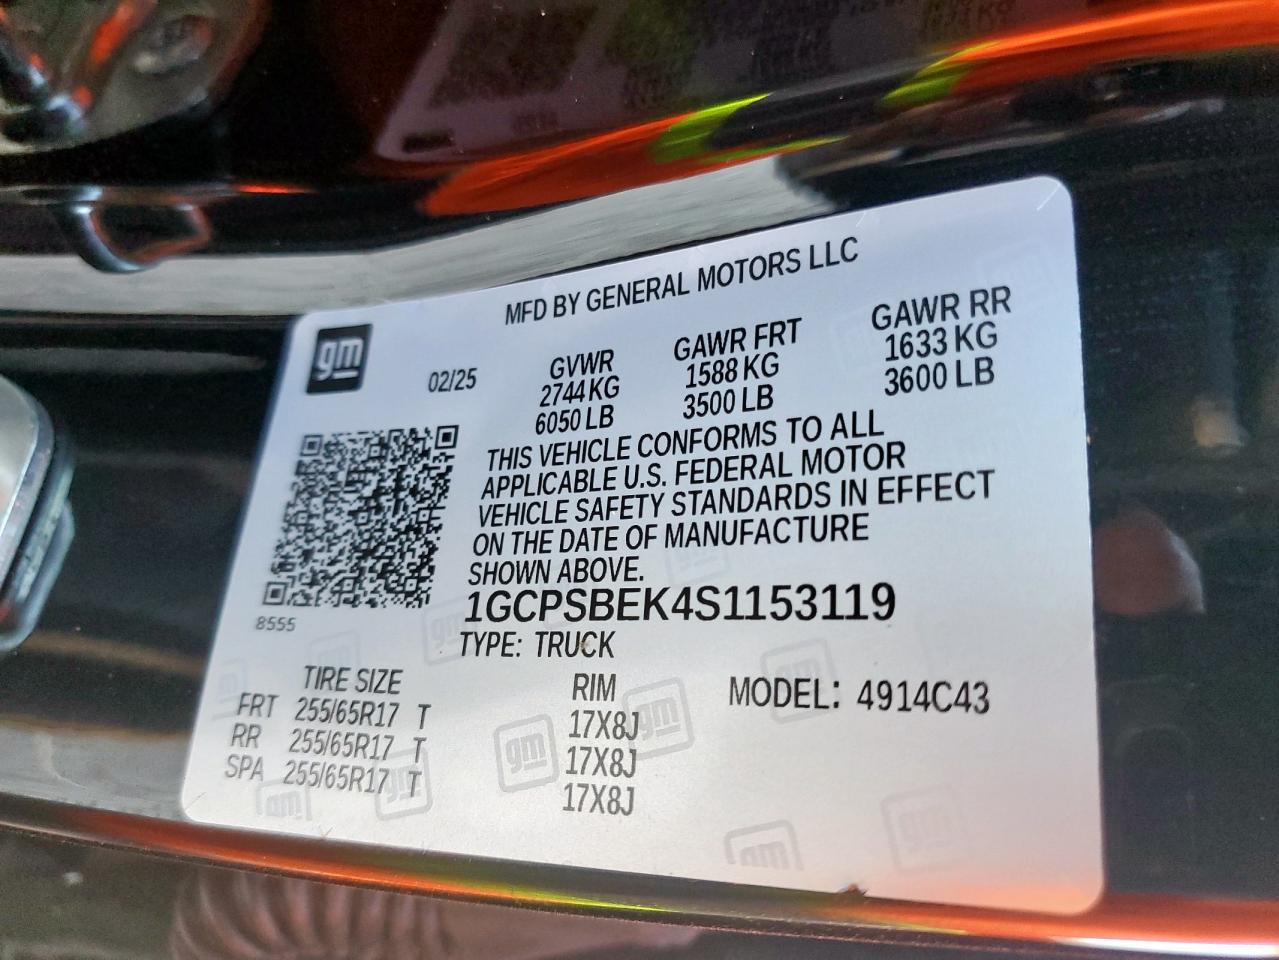 MFD BY GENERAL MOTORS LLC
gm
02/25
GVWR
2744 KG
6050 LB
GAWR FRT
1588 KG
3500 LB
GAWR RR
1633 KG
3600 LB
THIS VEHICLE CONFORMS TO ALL
APPLICABLE U.S. FEDERAL MOTOR
VEHICLE SAFETY STANDARDS IN EFFECT
ON THE DATE OF MANUFACTURE
SHOWN ABOVE.
8555
1GCPSBEK4S1153119
TYPE: TRUCK
TIRE SIZE
FRT 255/65R17 T
RR 255/65R17 T
SPA 255/65R17 T
RIM
17X8J
17X8J
17X8J
MODEL: 4914C43